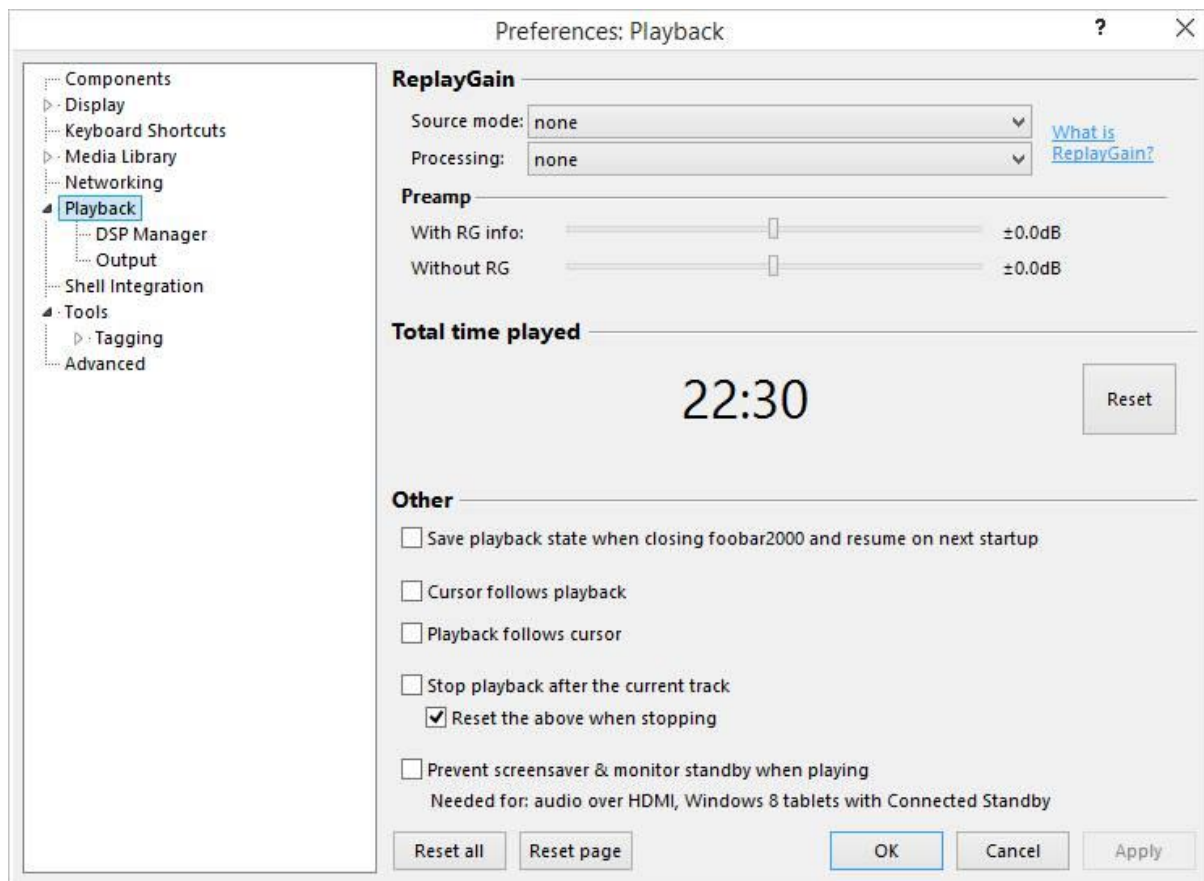 Preferences: Playback
?
Components
Display
Keyboard Shortcuts
Media Library
Networking
Playback
DSP Manager
Output
Shell Integration
Tools
Tagging
Advanced
ReplayGain
Source mode: none
Processing: none
What is
ReplayGain?
Preamp
With RG info: ±0.0dB
Without RG ±0.0dB
Total time played
22:30
Reset
Other
Save playback state when closing foobar2000 and resume on next startup
Cursor follows playback
Playback follows cursor
Stop playback after the current track
Reset the above when stopping
Prevent screensaver & monitor standby when playing
Needed for: audio over HDMI, Windows 8 tablets with Connected Standby
Reset all Reset page OK Cancel Apply